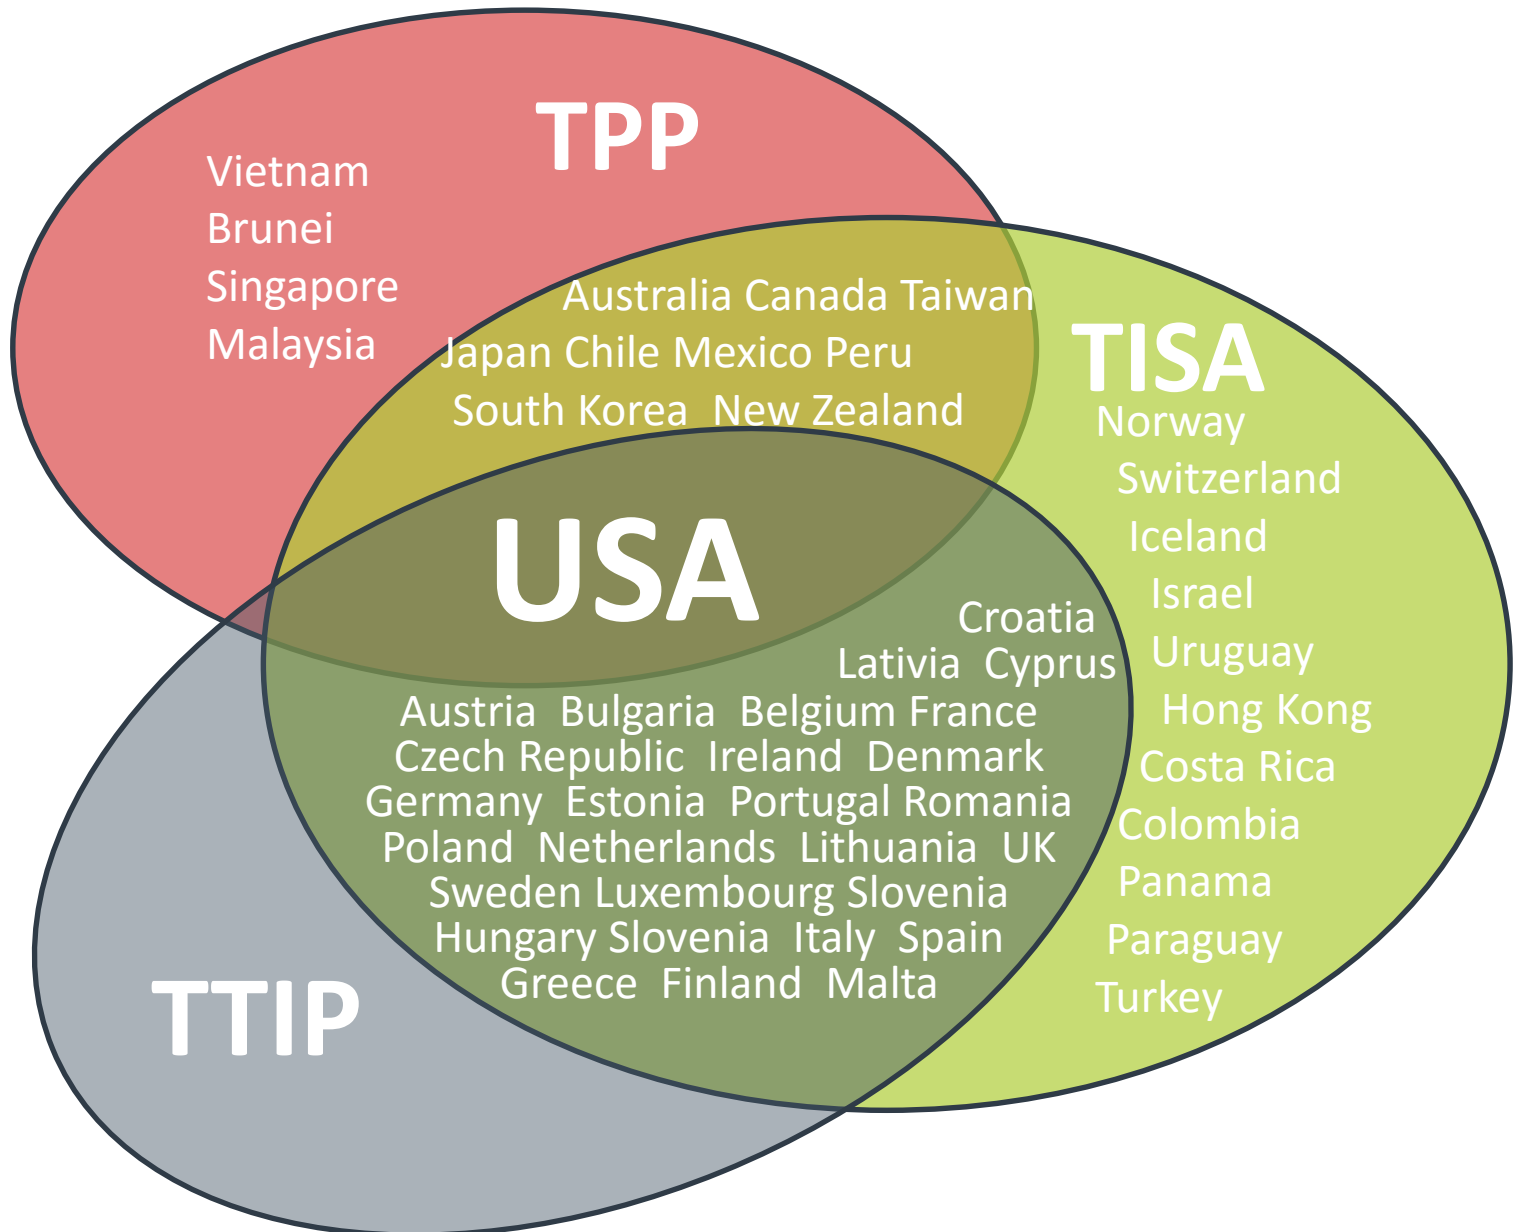 TPP
Vietnam
Brunei
Singapore
Malaysia
Australia Canada Taiwan
Japan Chile Mexico Peru
South Korea New Zealand
TISA
Norway
Switzerland
Iceland
Israel
Uruguay
Hong Kong
Costa Rica
Colombia
Panama
Paraguay
Turkey
USA
Croatia
Lativia Cyprus
Austria Bulgaria Belgium France
Czech Republic Ireland Denmark
Germany Estonia Portugal Romania
Poland Netherlands Lithuania UK
Sweden Luxembourg Slovenia
Hungary Slovenia Italy Spain
Greece Finland Malta
TTIP